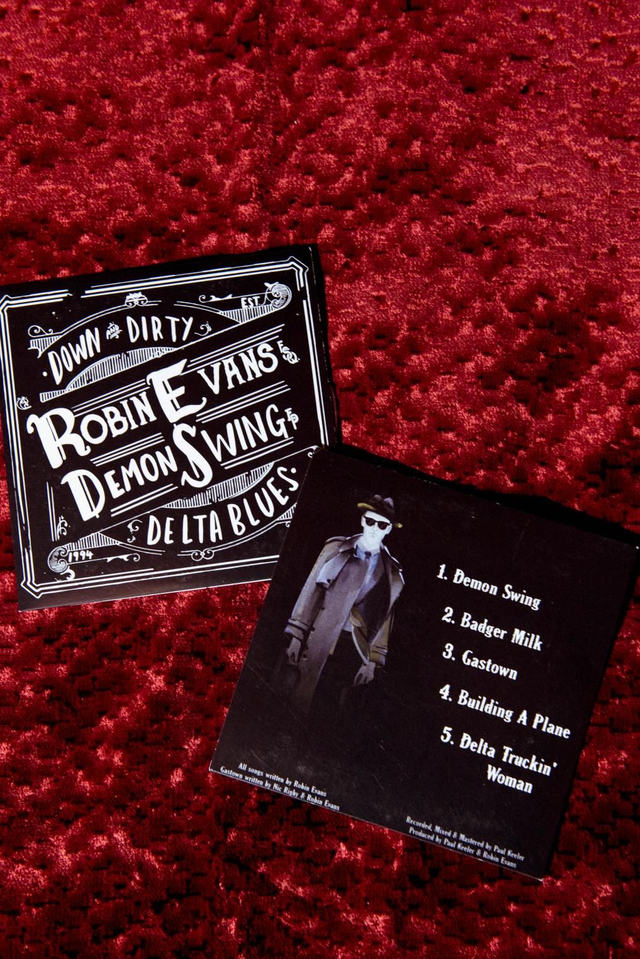 EST
·DOWN AND DIRTY
ROBIN EVANS ESQ
DEMON SWING EP
DELTA BLUES·
1994
1. Demon Swing
2. Badger Milk
3. Gastown
4. Building A Plane
5. Delta Truckin'
Woman
All songs written by Robin Evans
Gastown written by Nic Rigby & Robin Evans
Recorded, Mixed & Mastered by Paul Keeler
Produced by Paul Keeler & Robin Evans